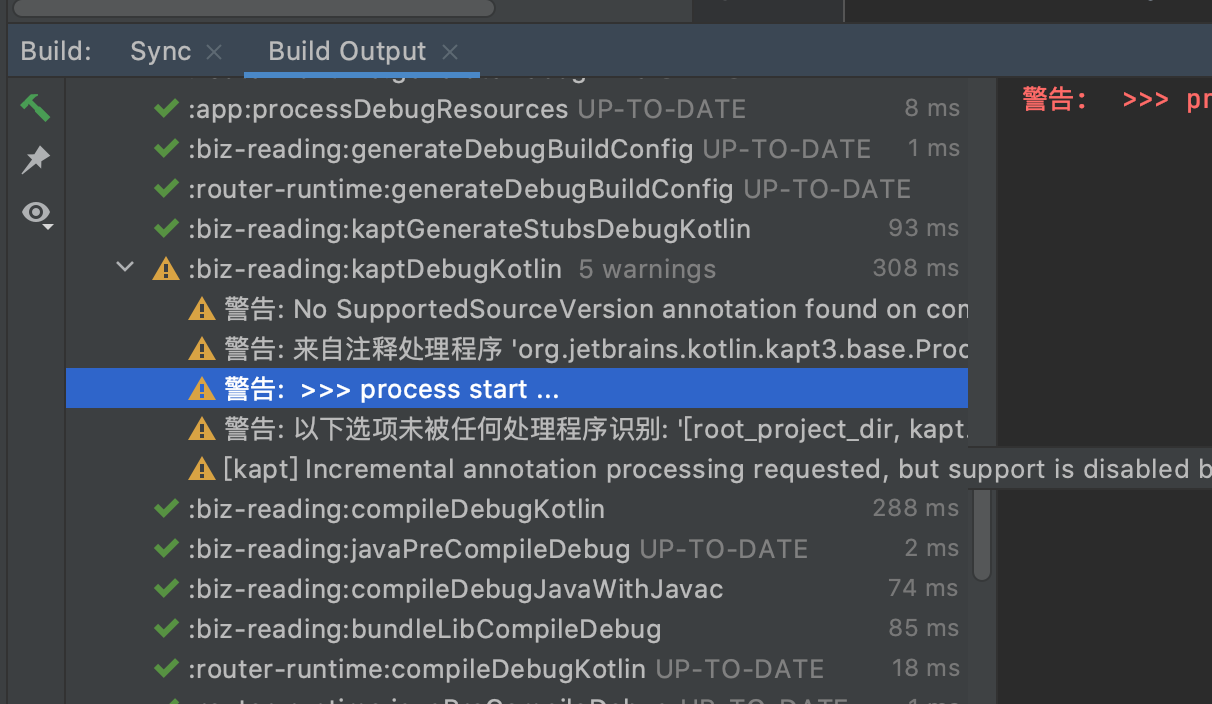 Build: Sync Build Output
:app:processDebugResources UP-TO-DATE 8 ms
:biz-reading:generateDebugBuildConfig UP-TO-DATE 1 ms
:router-runtime:generateDebugBuildConfig UP-TO-DATE
:biz-reading:kaptGenerateStubsDebugKotlin 93 ms
:biz-reading:kaptDebugKotlin 5 warnings 308 ms
警告: No SupportedSourceVersion annotation found on com
警告: 来自注释处理程序 'org.jetbrains.kotlin.kapt3.base.Proc
警告: >>> process start ...
警告: 以下选项未被任何处理程序识别: '[root_project_dir, kapt.
[kapt] Incremental annotation processing requested, but support is disabled b
:biz-reading:compileDebugKotlin 288 ms
:biz-reading:javaPreCompileDebug UP-TO-DATE 2 ms
:biz-reading:compileDebugJavaWithJavac 74 ms
:biz-reading:bundleLibCompileDebug 85 ms
:router-runtime:compileDebugKotlin UP-TO-DATE 18 ms
警告: >>> pr